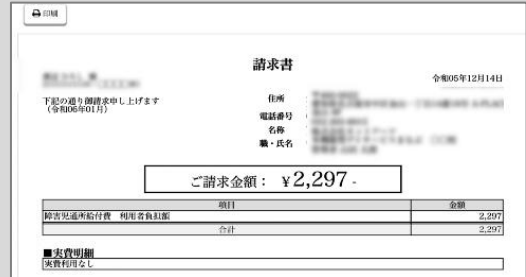 印刷
請求書
令和05年12月14日
下記の通り御請求申し上げます
（令和06年01月）
住所
電話番号
名称
職・氏名
ご請求金額： ¥2,297 -
項目 金額
障害児通所給付費 利用者負担額 2,297
合計 2,297
■実費明細
実費利用なし